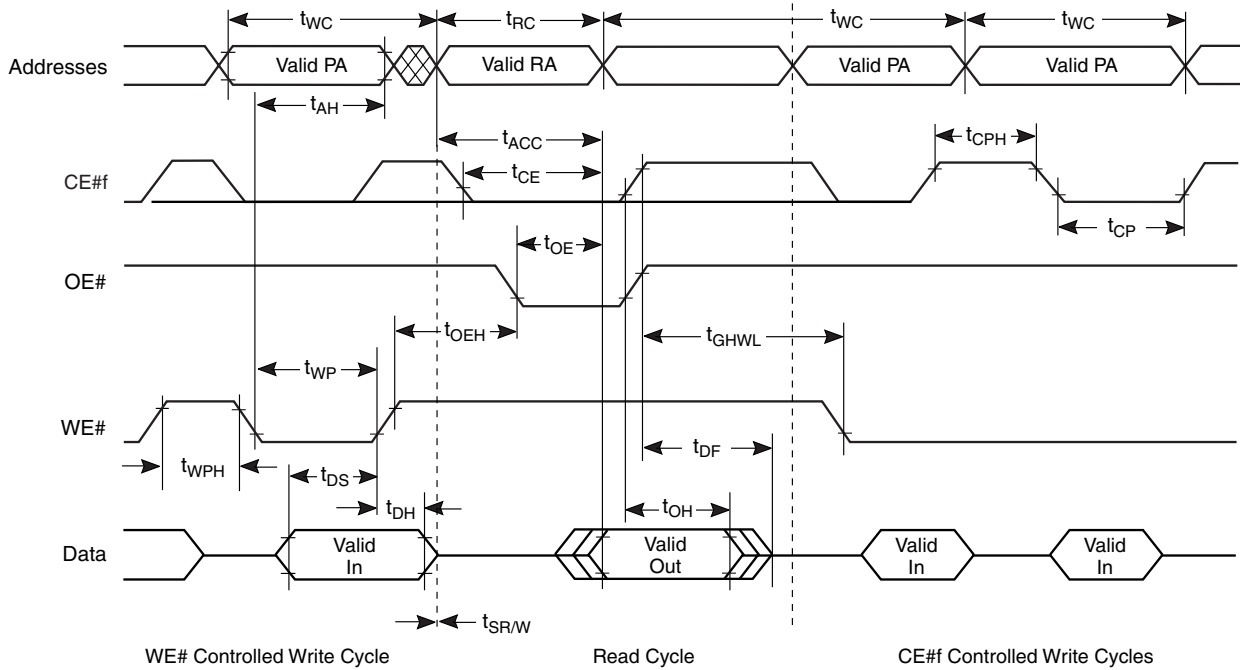 tWC tRC tWC tWC
Addresses Valid PA Valid RA Valid PA Valid PA
tAH
tACC
tCPH
CE#f tCE
tCP
tOE
OE#
tOEH tGHWL
tWP
WE#
tWPH tDS tDF
tDH tOH
Data Valid In Valid Out Valid In Valid In
tSR/W
WE# Controlled Write Cycle Read Cycle CE#f Controlled Write Cycles